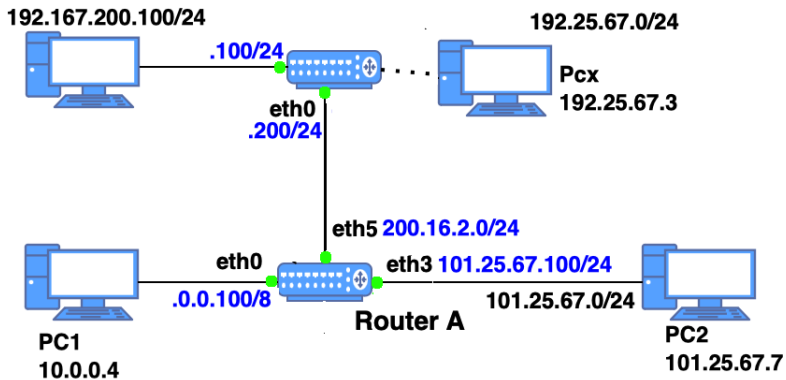 192.167.200.100/24
192.25.67.0/24
.100/24
Pcx
192.25.67.3
eth0
.200/24
eth5 200.16.2.0/24
eth0
eth3 101.25.67.100/24
.0.0.100/8
101.25.67.0/24
Router A
PC1
10.0.0.4
PC2
101.25.67.7